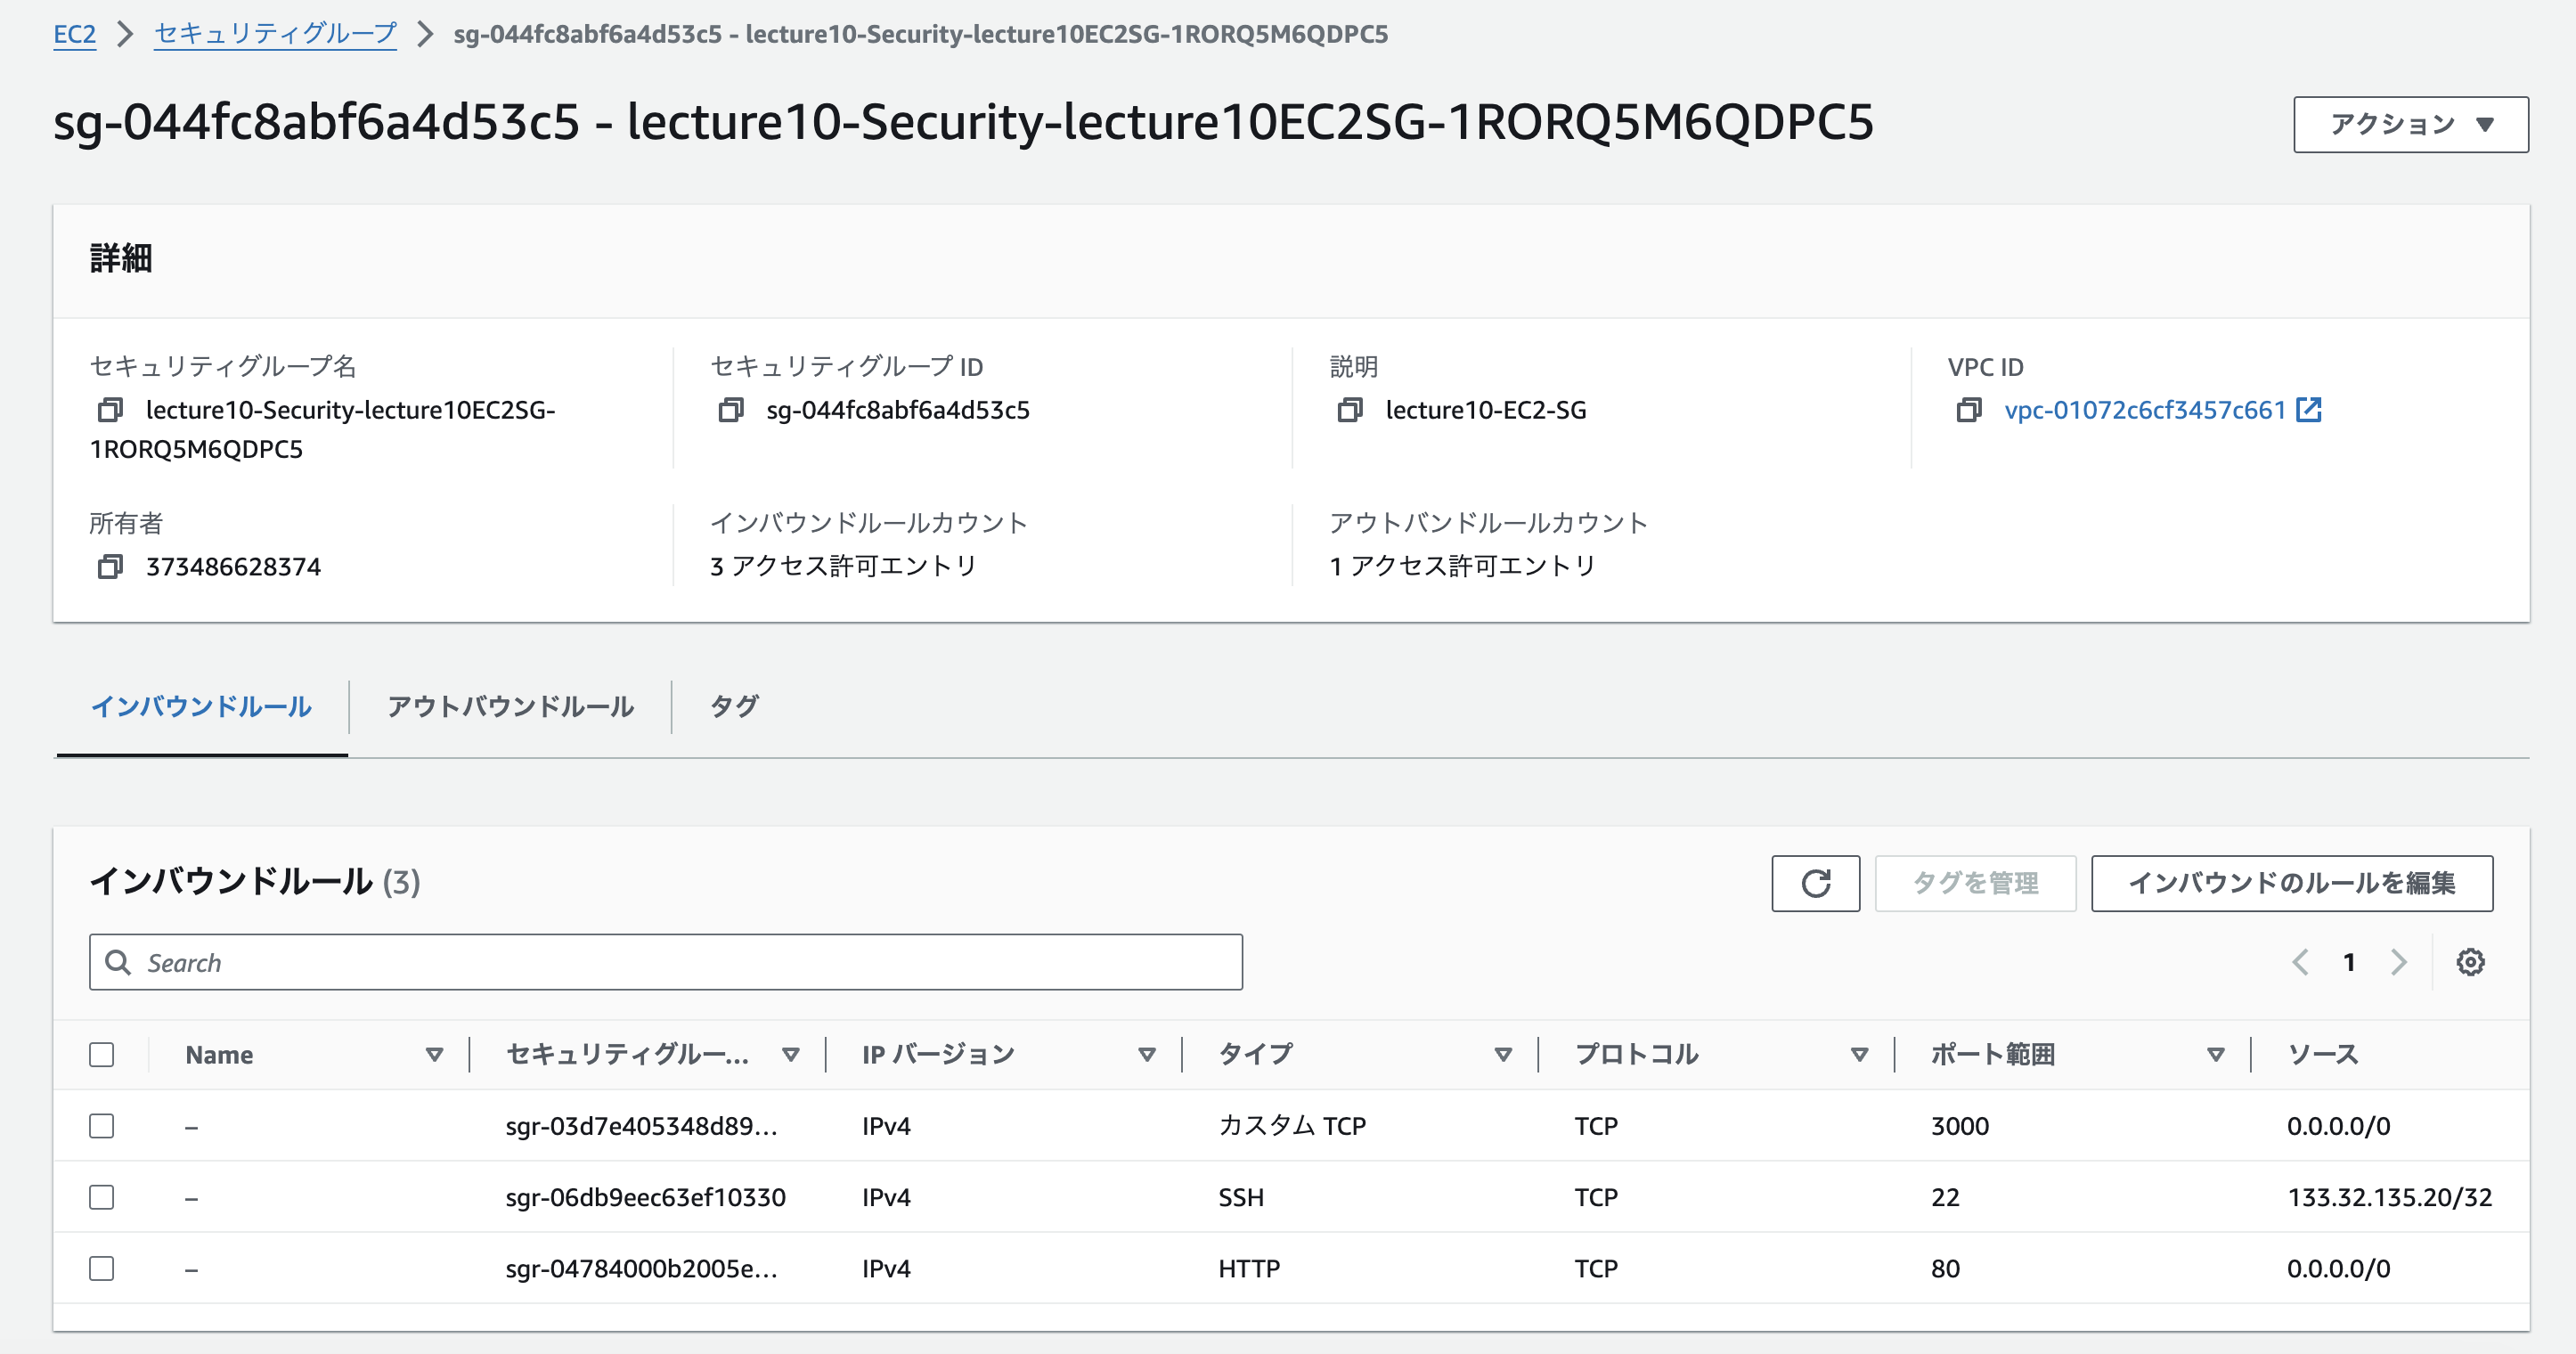 EC2 > セキュリティグループ > sg-044fc8abf6a4d53c5 - lecture10-Security-lecture10EC2SG-1RORQ5M6QDPC5
sg-044fc8abf6a4d53c5 - lecture10-Security-lecture10EC2SG-1RORQ5M6QDPC5
アクション ▼
詳細
セキュリティグループ名
lecture10-Security-lecture10EC2SG-
1RORQ5M6QDPC5
セキュリティグループ ID
sg-044fc8abf6a4d53c5
説明
lecture10-EC2-SG
VPC ID
vpc-01072c6cf3457c661
所有者
373486628374
インバウンドルールカウント
3 アクセス許可エントリ
アウトバンドルールカウント
1 アクセス許可エントリ
インバウンドルール アウトバウンドルール タグ
インバウンドルール (3)
タグを管理 インバウンドのルールを編集
Search
1
Name セキュリティグルー... IP バージョン タイプ プロトコル ポート範囲 ソース
– sgr-03d7e405348d89... IPv4 カスタム TCP TCP 3000 0.0.0.0/0
– sgr-06db9eec63ef10330 IPv4 SSH TCP 22 133.32.135.20/32
– sgr-04784000b2005e... IPv4 HTTP TCP 80 0.0.0.0/0